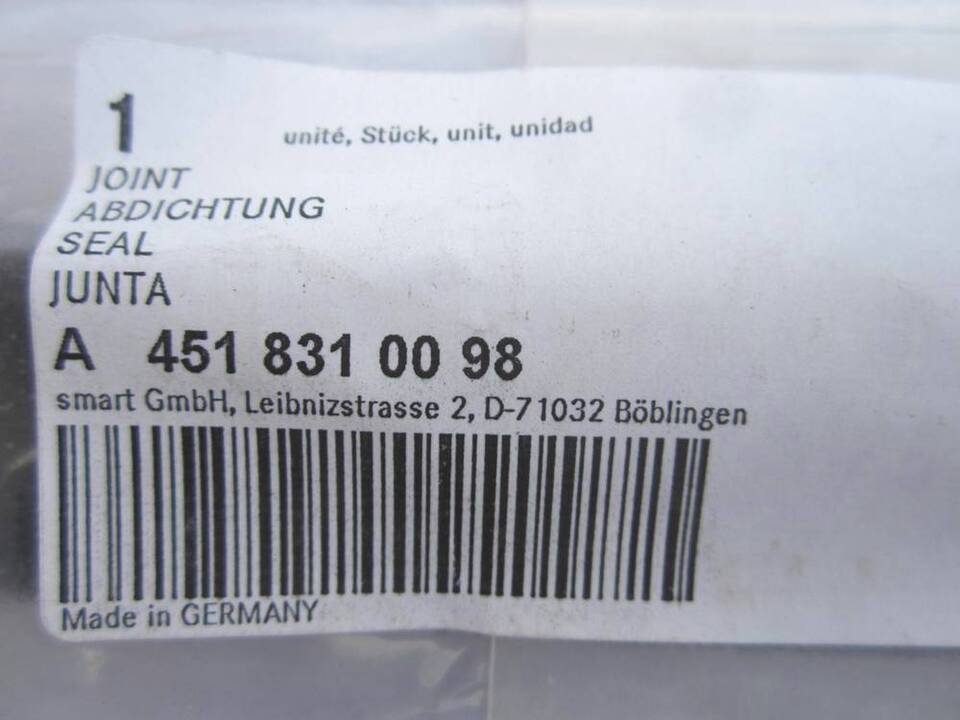 1
unité, Stück, unit, unidad
JOINT
ABDICHTUNG
SEAL
JUNTA
A 451 831 00 98
smart GmbH, Leibnizstrasse 2, D-71032 Böblingen
Made in GERMANY